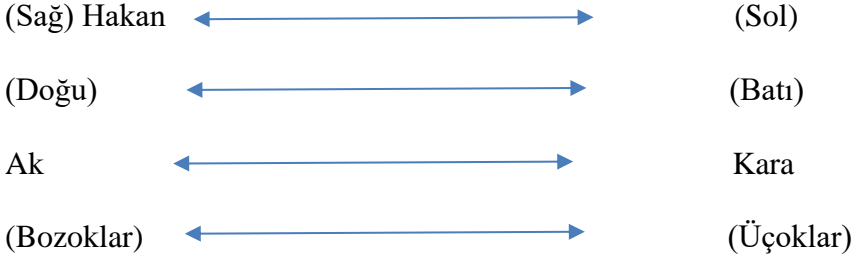 (Sağ) Hakan (Sol)
(Doğu) (Batı)
Ak Kara
(Bozoklar) (Üçoklar)